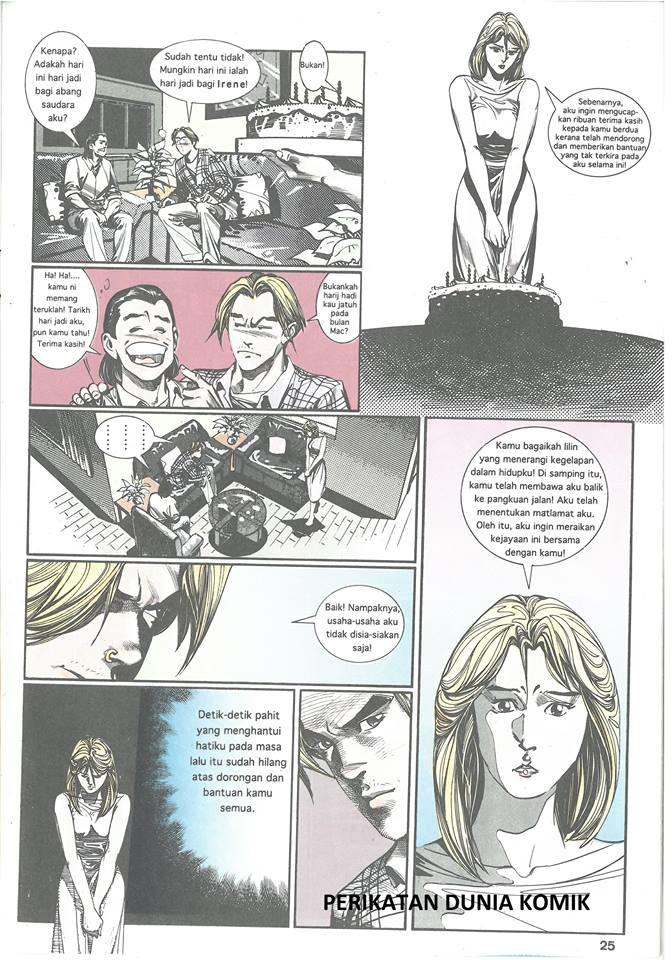 Kenapa?
Adakah hari
ini hari jadi
bagi abang
saudara
aku?
Sudah tentu tidak!
Mungkin hari ini ialah
hari jadi bagi Irene!
Bukan!
Sebenarnya,
aku ingin mengucap-
kan ribuan terima kasih
kepada kamu berdua
kerana telah mendorong
dan memberikan bantuan
yang tak terkira pada
aku selama ini!
Ha! Ha!....
kamu ni
memang
teruklah! Tarikh
hari jadi aku,
pun kamu tahu!
Terima kasih!
Bukankah
harij hadi
kau jatuh
pada
bulan
Mac?
Kamu bagaikah lilin
yang menerangi kegelapan
dalam hidupku! Di samping itu,
kamu telah membawa aku balik
ke pangkuan jalan! Aku telah
menentukan matlamat aku.
Oleh itu, aku ingin meraikan
kejayaan ini bersama
dengan kamu!
Baik! Nampaknya,
usaha-usaha aku
tidak disia-siakan
saja!
Detik-detik pahit
yang menghantui
hatiku pada masa
lalu itu sudah hilang
atas dorongan dan
bantuan kamu
semua.
PERIKATAN DUNIA KOMIK
25